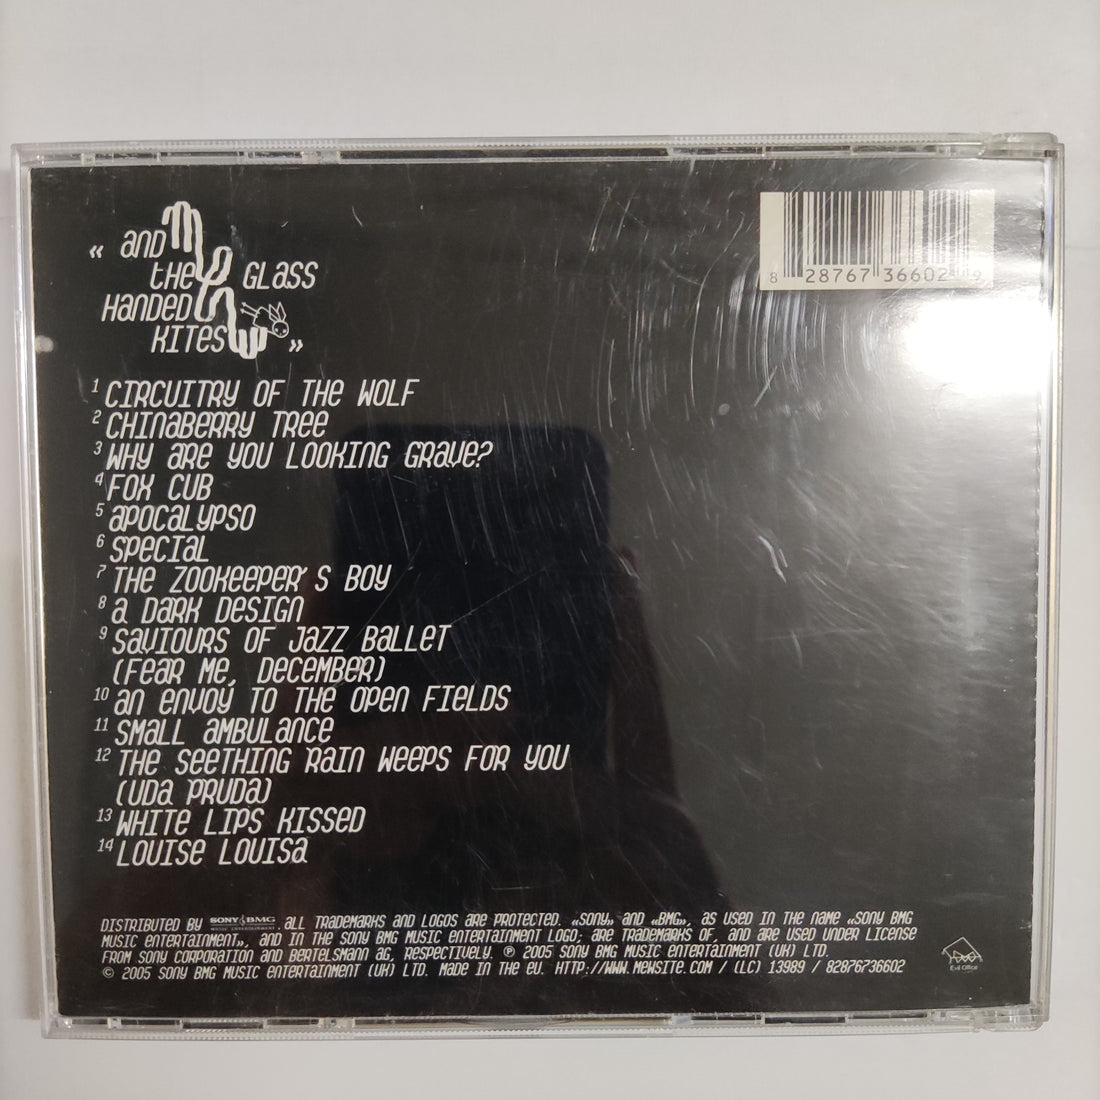 « AND
THE GLASS
HANDED
KITES »
MEW
8 28767 36602 9
1 CIRCUITRY OF THE WOLF
2 CHINABERRY TREE
3 WHY ARE YOU LOOKING GRAVE?
4 FOX CUB
5 APOCALYPSO
6 SPECIAL
7 THE ZOOKEEPER'S BOY
8 A DARK DESIGN
9 SAVIOURS OF JAZZ BALLET
(FEAR ME, DECEMBER)
10 AN ENVOY TO THE OPEN FIELDS
11 SMALL AMBULANCE
12 THE SEETHING RAIN WEEPS FOR YOU
(UDA PRUDA)
13 WHITE LIPS KISSED
14 LOUISE LOUISA
DISTRIBUTED BY SONY BMG MUSIC ENTERTAINMENT. ALL TRADEMARKS AND LOGOS ARE PROTECTED. «SONY» AND «BMG», AS USED IN THE NAME «SONY BMG
MUSIC ENTERTAINMENT», AND IN THE SONY BMG MUSIC ENTERTAINMENT LOGO; ARE TRADEMARKS OF, AND ARE USED UNDER LICENSE
FROM SONY CORPORATION AND BERTELSMANN AG, RESPECTIVELY. ℗ 2005 SONY BMG MUSIC ENTERTAINMENT (UK) LTD.
© 2005 SONY BMG MUSIC ENTERTAINMENT (UK) LTD. MADE IN THE EU. HTTP://WWW.MEWSITE.COM / (LC) 13989 / 82876736602
Evil Office